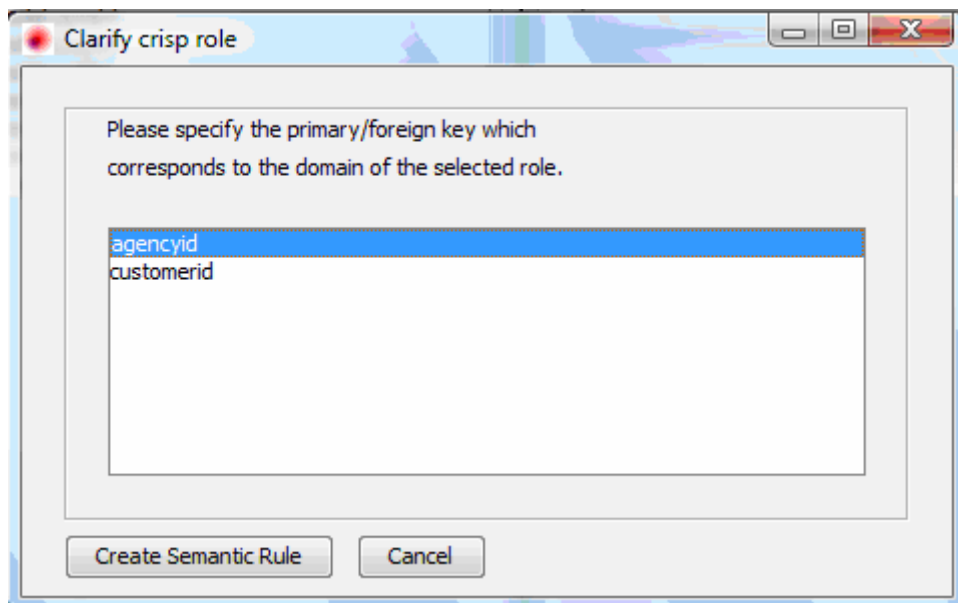 Clarify crisp role
Please specify the primary/foreign key which
corresponds to the domain of the selected role.
agencyid
customerid
Create Semantic Rule
Cancel